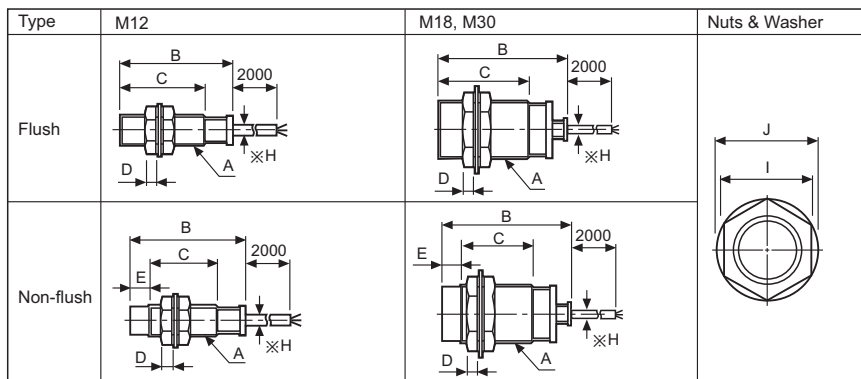 Type
M12
M18, M30
Nuts & Washer
B
C
2000
D
A
※H
B
C
2000
D
A
※H
J
I
Flush
B
C
E
2000
D
A
※H
B
C
E
2000
D
A
※H
Non-flush